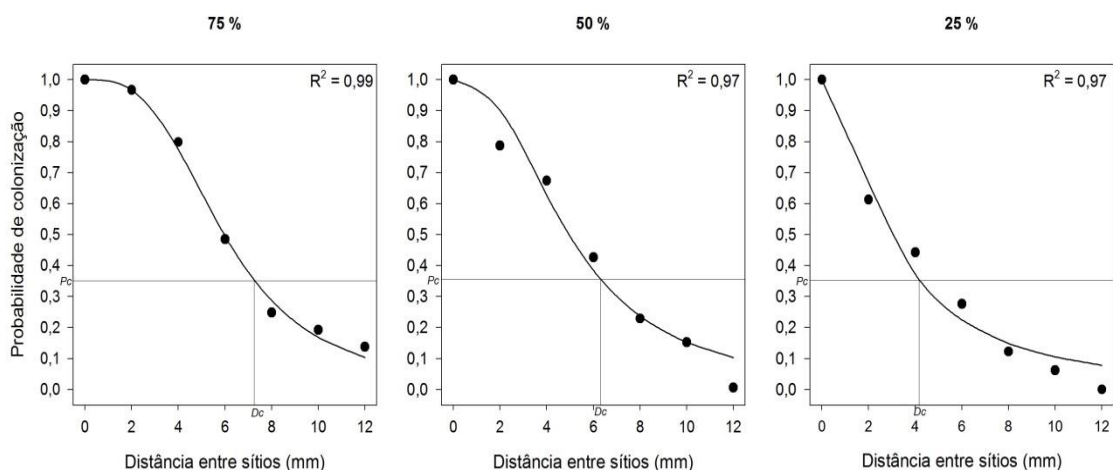 75 %
50 %
25 %
Probabilidade de colonização
1,0
0,9
0,8
0,7
0,6
0,5
0,4
Pc
0,3
0,2
0,1
0,0
R² = 0,99
Dc
0 2 4 6 8 10 12
Distância entre sítios (mm)
1,0
0,9
0,8
0,7
0,6
0,5
0,4
Pc
0,3
0,2
0,1
0,0
R² = 0,97
Dc
0 2 4 6 8 10 12
Distância entre sítios (mm)
1,0
0,9
0,8
0,7
0,6
0,5
0,4
Pc
0,3
0,2
0,1
0,0
R² = 0,97
Dc
0 2 4 6 8 10 12
Distância entre sítios (mm)